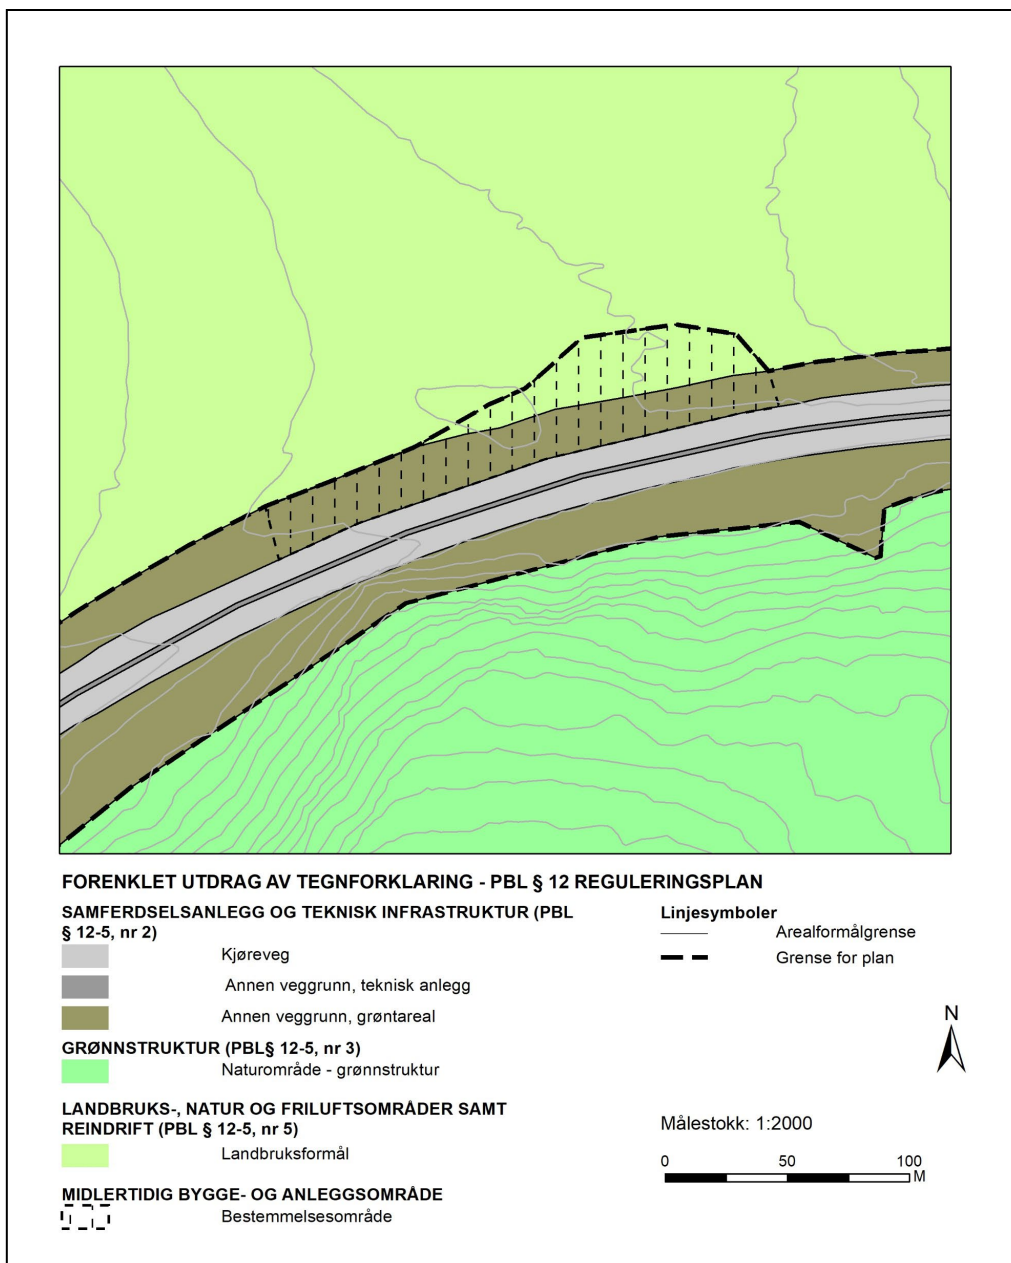 FORENKLET UTDRAG AV TEGNFORKLARING - PBL § 12 REGULERINGSPLAN
SAMFERDSELSANLEGG OG TEKNISK INFRASTRUKTUR (PBL
§ 12-5, nr 2)
Kjøreveg
Annen veggrunn, teknisk anlegg
Annen veggrunn, grøntareal
GRØNNSTRUKTUR (PBL§ 12-5, nr 3)
Naturområde - grønnstruktur
LANDBRUKS-, NATUR OG FRILUFTSOMRÅDER SAMT
REINDRIFT (PBL § 12-5, nr 5)
Landbruksformål
MIDLERTIDIG BYGGE- OG ANLEGGSOMRÅDE
Bestemmelsesområde
Linjesymboler
Arealformålgrense
Grense for plan
N
Målestokk: 1:2000
0 50 100
M